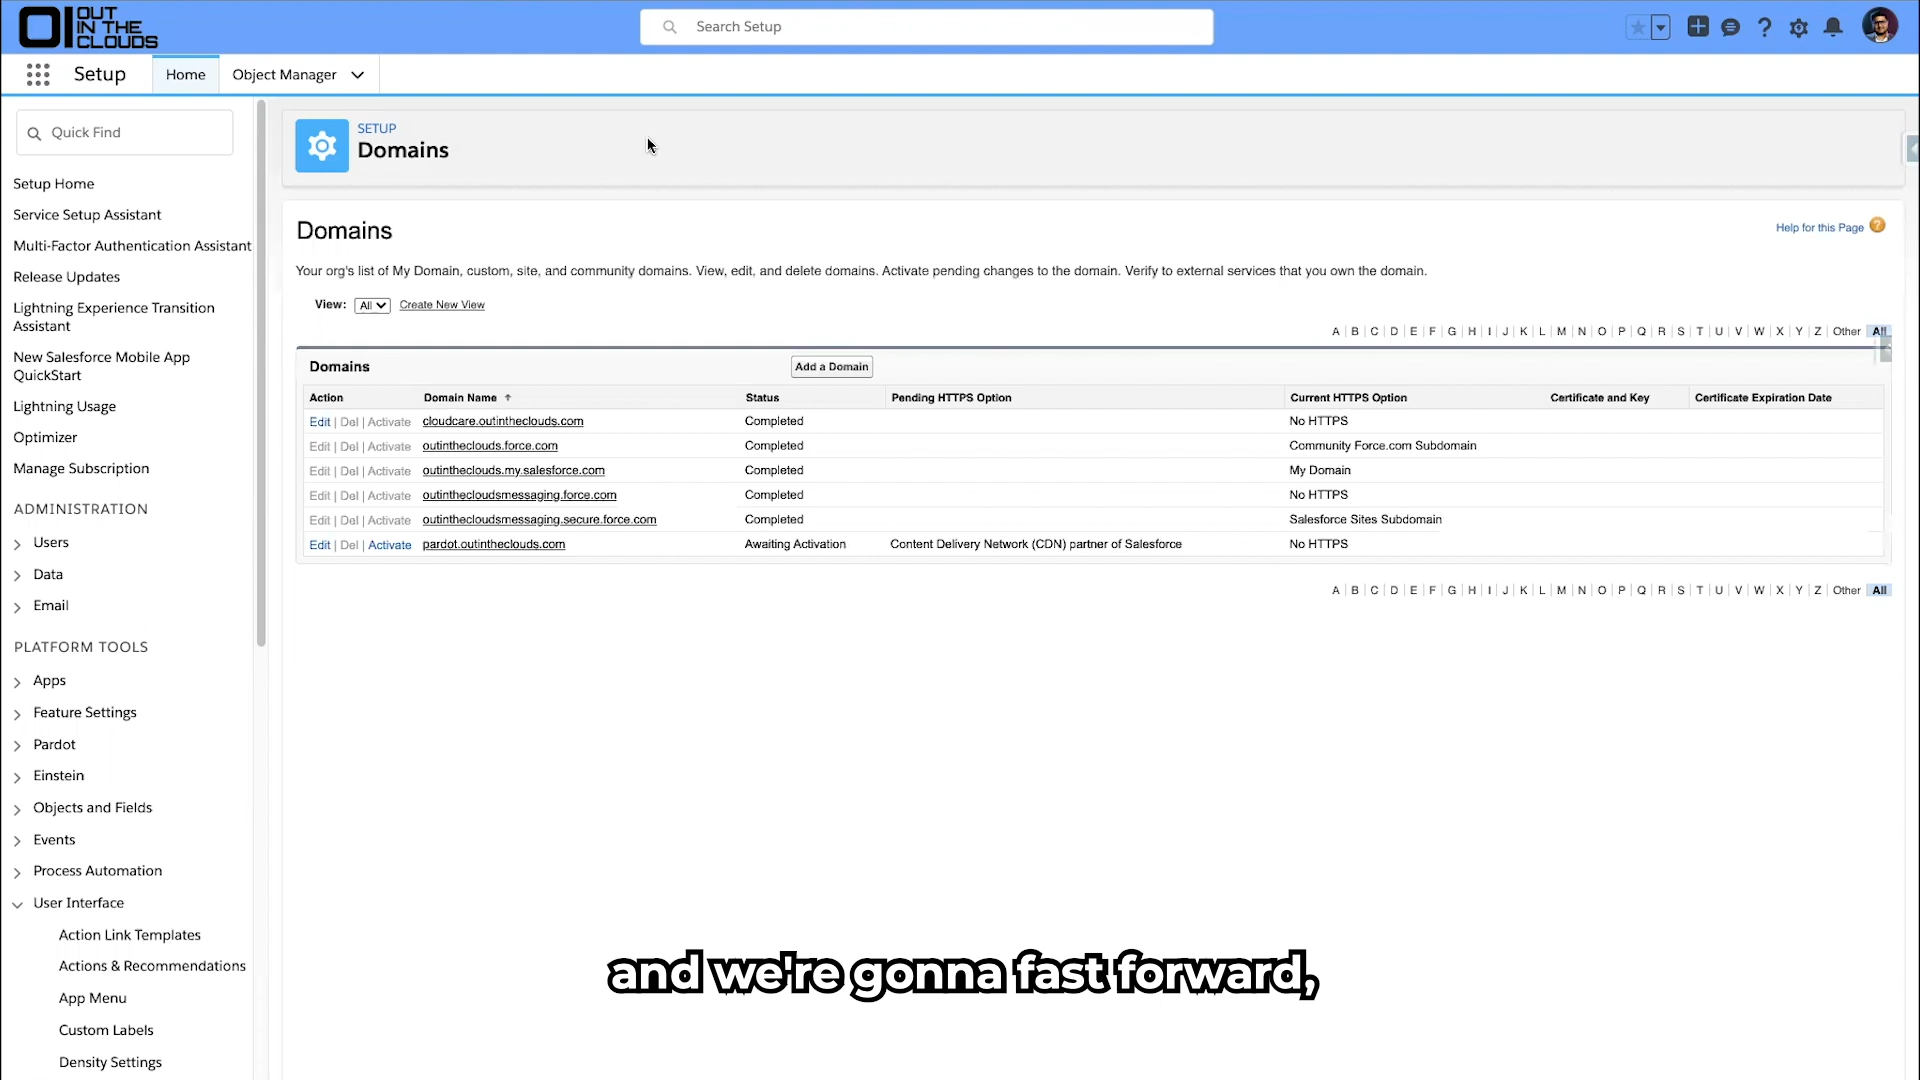 OUT
IN THE
CLOUDS
Search Setup
Setup
Home
Object Manager
Quick Find
Setup Home
Service Setup Assistant
Multi-Factor Authentication Assistant
Release Updates
Lightning Experience Transition
Assistant
New Salesforce Mobile App
QuickStart
Lightning Usage
Optimizer
Manage Subscription
ADMINISTRATION
Users
Data
Email
PLATFORM TOOLS
Apps
Feature Settings
Pardot
Einstein
Objects and Fields
Events
Process Automation
User Interface
Action Link Templates
Actions & Recommendations
App Menu
Custom Labels
Density Settings
SETUP
Domains
Domains
Help for this Page ?
Your org's list of My Domain, custom, site, and community domains. View, edit, and delete domains. Activate pending changes to the domain. Verify to external services that you own the domain.
View: All Create New View
A | B | C | D | E | F | G | H | I | J | K | L | M | N | O | P | Q | R | S | T | U | V | W | X | Y | Z | Other All
Domains Add a Domain
Action Domain Name Status Pending HTTPS Option Current HTTPS Option Certificate and Key Certificate Expiration Date
Edit | Del | Activate cloudcare.outintheclouds.com Completed No HTTPS
Edit | Del | Activate outintheclouds.force.com Completed Community Force.com Subdomain
Edit | Del | Activate outintheclouds.my.salesforce.com Completed My Domain
Edit | Del | Activate outinthecloudsmessaging.force.com Completed No HTTPS
Edit | Del | Activate outinthecloudsmessaging.secure.force.com Completed Salesforce Sites Subdomain
Edit | Del | Activate pardot.outintheclouds.com Awaiting Activation Content Delivery Network (CDN) partner of Salesforce No HTTPS
A | B | C | D | E | F | G | H | I | J | K | L | M | N | O | P | Q | R | S | T | U | V | W | X | Y | Z | Other All
and we're gonna fast forward,